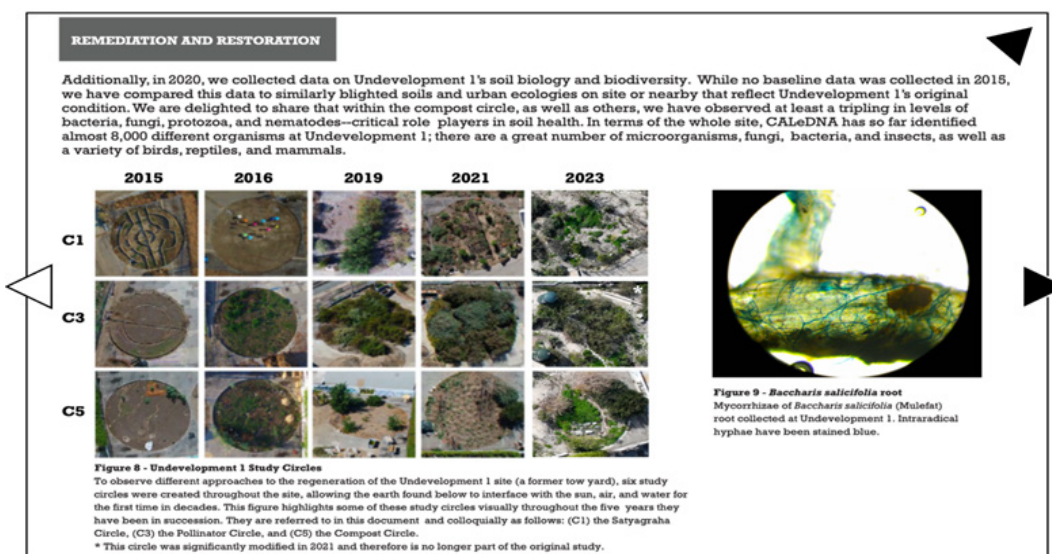 REMEDIATION AND RESTORATION
Additionally, in 2020, we collected data on Undevelopment 1's soil biology and biodiversity. While no baseline data was collected in 2015,
we have compared this data to similarly blighted soils and urban ecologies on site or nearby that reflect Undevelopment 1's original
condition. We are delighted to share that within the compost circle, as well as others, we have observed at least a tripling in levels of
bacteria, fungi, protozoa, and nematodes--critical role players in soil health. In terms of the whole site, CALeDNA has so far identified
almost 8,000 different organisms at Undevelopment 1; there are a great number of microorganisms, fungi, bacteria, and insects, as well as
a variety of birds, reptiles, and mammals.
2015 2016 2019 2021 2023
C1
C3
*
C5
Figure 8 - Undevelopment 1 Study Circles
To observe different approaches to the regeneration of the Undevelopment 1 site (a former tow yard), six study
circles were created throughout the site, allowing the earth found below to interface with the sun, air, and water for
the first time in decades. This figure highlights some of these study circles visually throughout the five years they
have been in succession. They are referred to in this document and colloquially as follows: (C1) the Satyagraha
Circle, (C3) the Pollinator Circle, and (C5) the Compost Circle.
* This circle was significantly modified in 2021 and therefore is no longer part of the original study.
Figure 9 - Baccharis salicifolia root
Mycorrhizae of Baccharis salicifolia (Mulefat)
root collected at Undevelopment 1. Intraradical
hyphae have been stained blue.